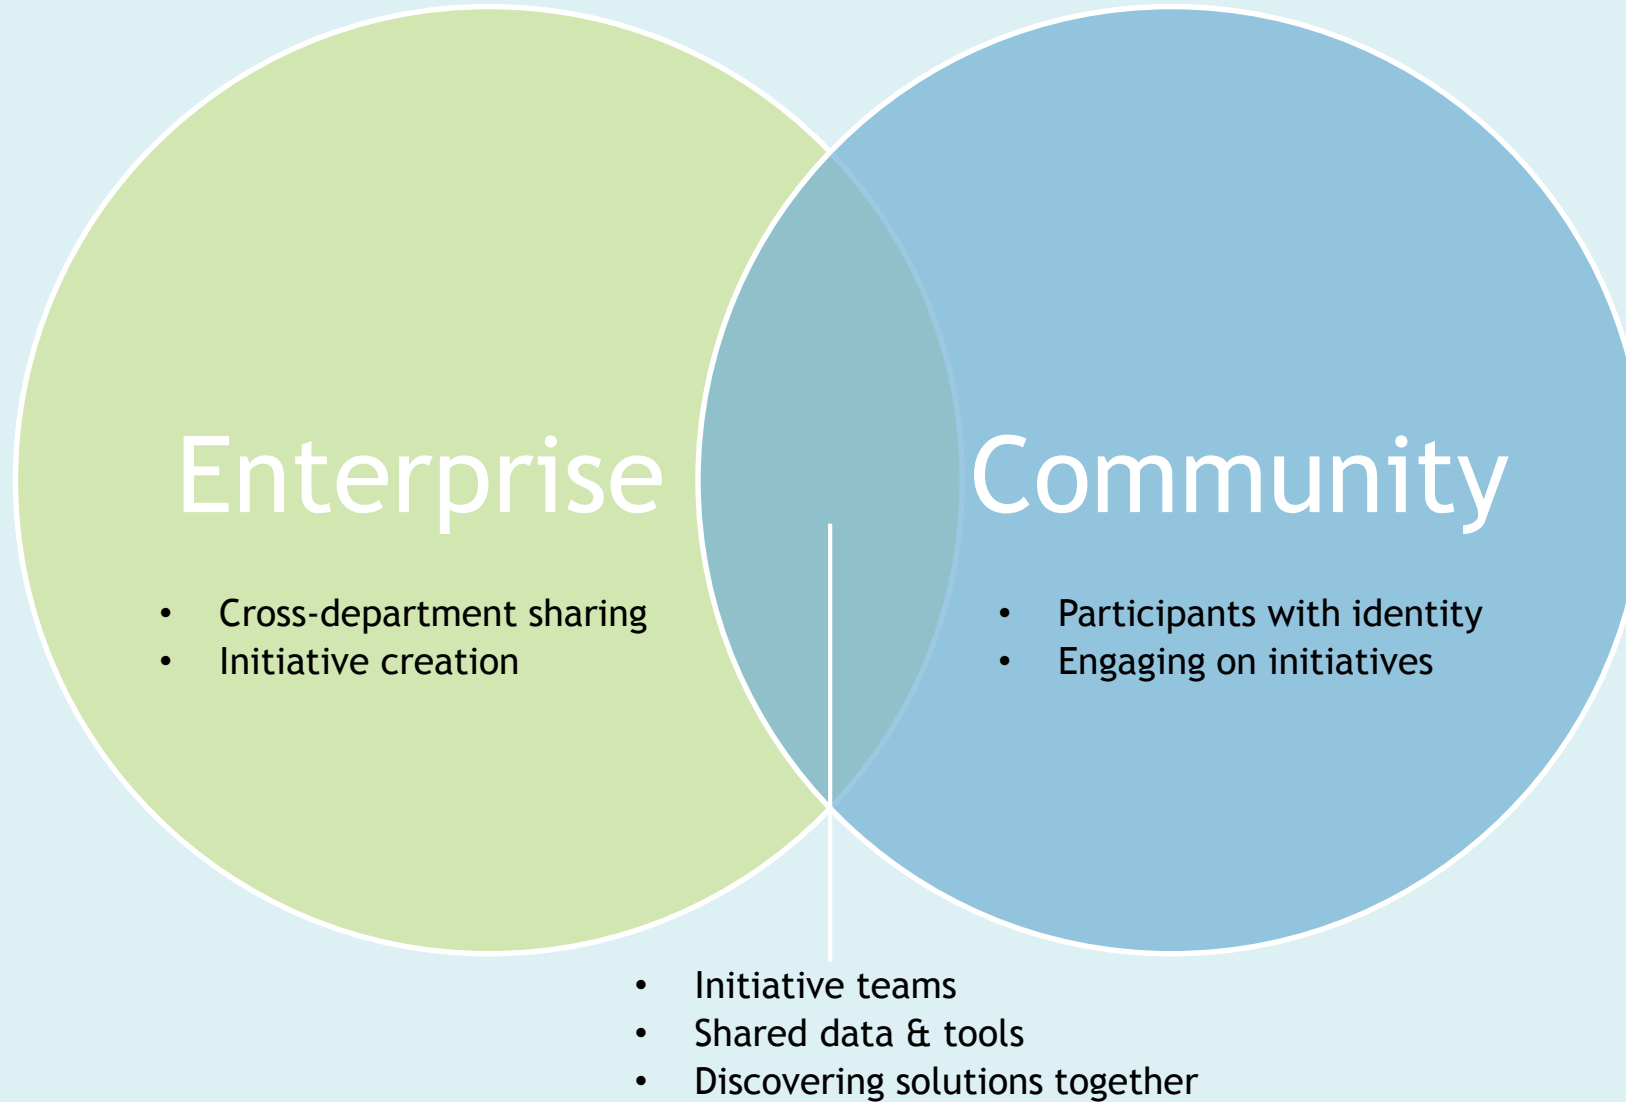 Enterprise
• Cross-department sharing
• Initiative creation
Community
• Participants with identity
• Engaging on initiatives
• Initiative teams
• Shared data & tools
• Discovering solutions together